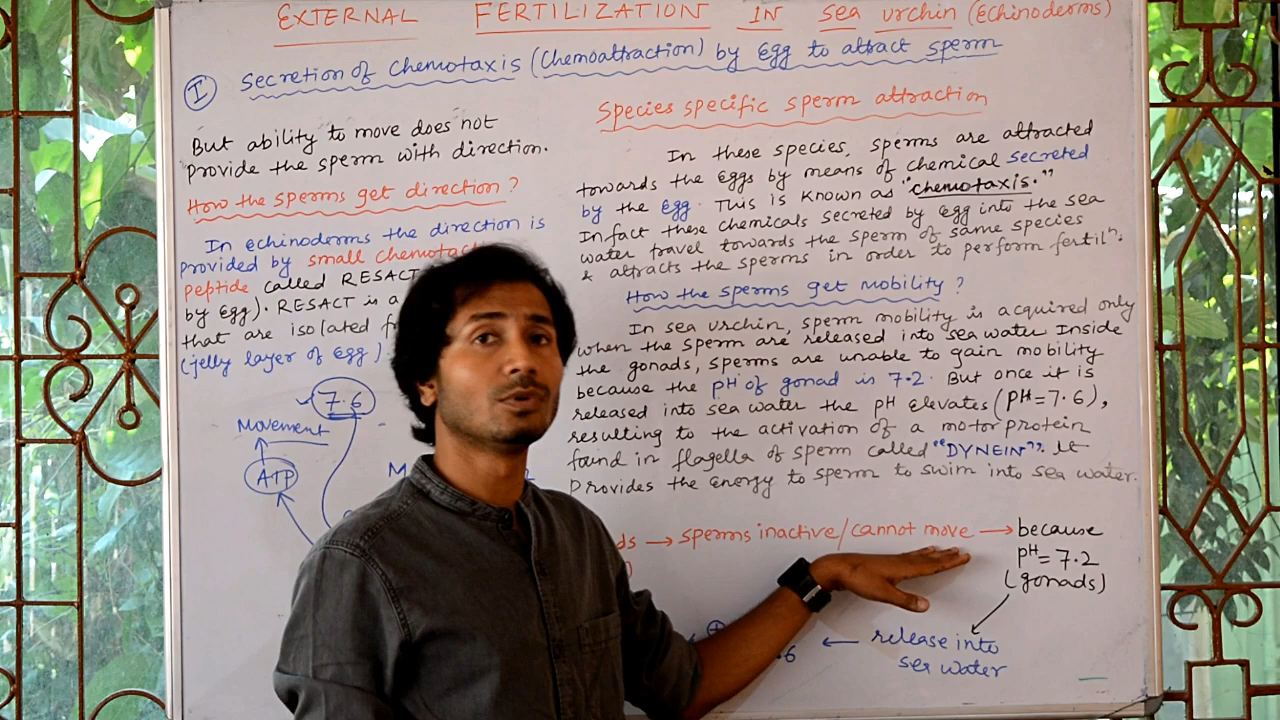 EXTERNAL FERTILIZATION IN sea urchin (Echinoderms)
I Secretion of Chemotaxis (Chemoattraction) by Egg to attract sperm
But ability to move does not
provide the sperm with direction.
How the sperms get direction ?
In echinoderms the direction is
provided by small chemotac
peptide called RESACT
by Egg). RESACT is a
that are isolated f
(jelly layer of Egg)
7.6
Movement
ATP
M
Species specific sperm attraction
In these species, sperms are attracted
towards the Eggs by means of chemical secreted
by the Egg. This is known as "chemotaxis."
Infact these chemicals secreted by egg into the sea
water travel towards the sperm of same species
& attracts the sperms in order to perform fertilⁿ.
How the sperms get mobility ?
In sea urchin, sperm mobility is acquired only
when the sperm are released into sea water Inside
the gonads, sperms are unable to gain mobility
because the pH of gonad is 7.2. But once it is
released into sea water the pH elevates (pH=7.6),
resulting to the activation of a motor protein
found in flagella of sperm called "DYNEIN". It
provides the energy to sperm to swim into sea water.
ds → sperms inactive/cannot move → because
pH = 7.2
(gonads)
release into
sea water
←
.6